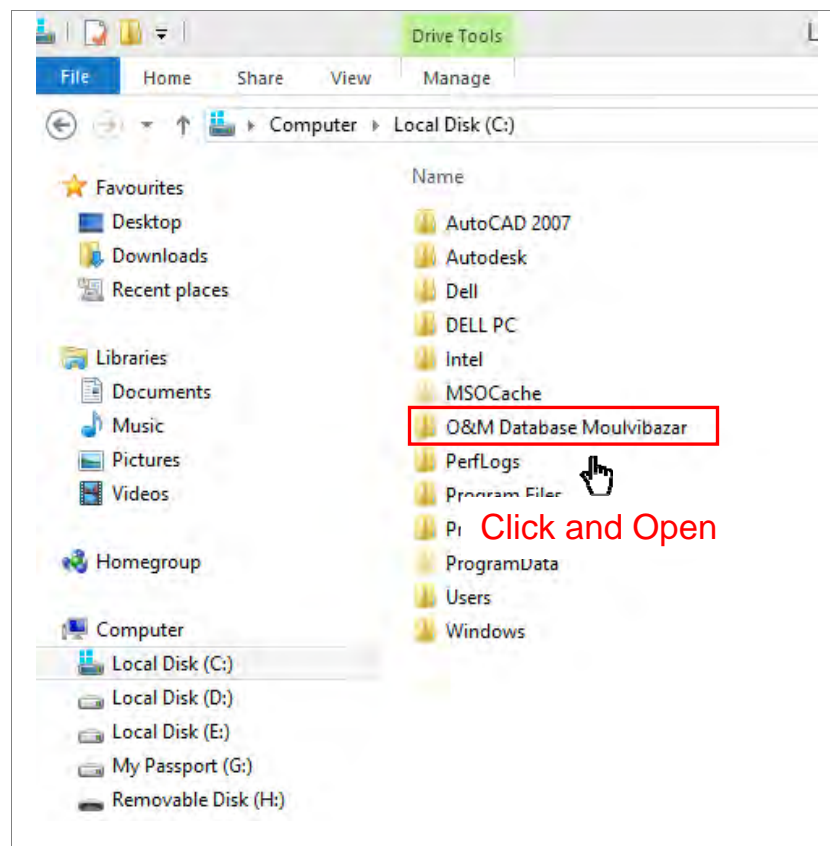 Drive Tools
L
File Home Share View Manage
Computer Local Disk (C:)
Favourites
Desktop
Downloads
Recent places
Libraries
Documents
Music
Pictures
Videos
Homegroup
Computer
Local Disk (C:)
Local Disk (D:)
Local Disk (E:)
My Passport (G:)
Removable Disk (H:)
Name
AutoCAD 2007
Autodesk
Dell
DELL PC
Intel
MSOCache
O&M Database Moulvibazar
PerfLogs
Program Files
Click and Open
ProgramData
Users
Windows